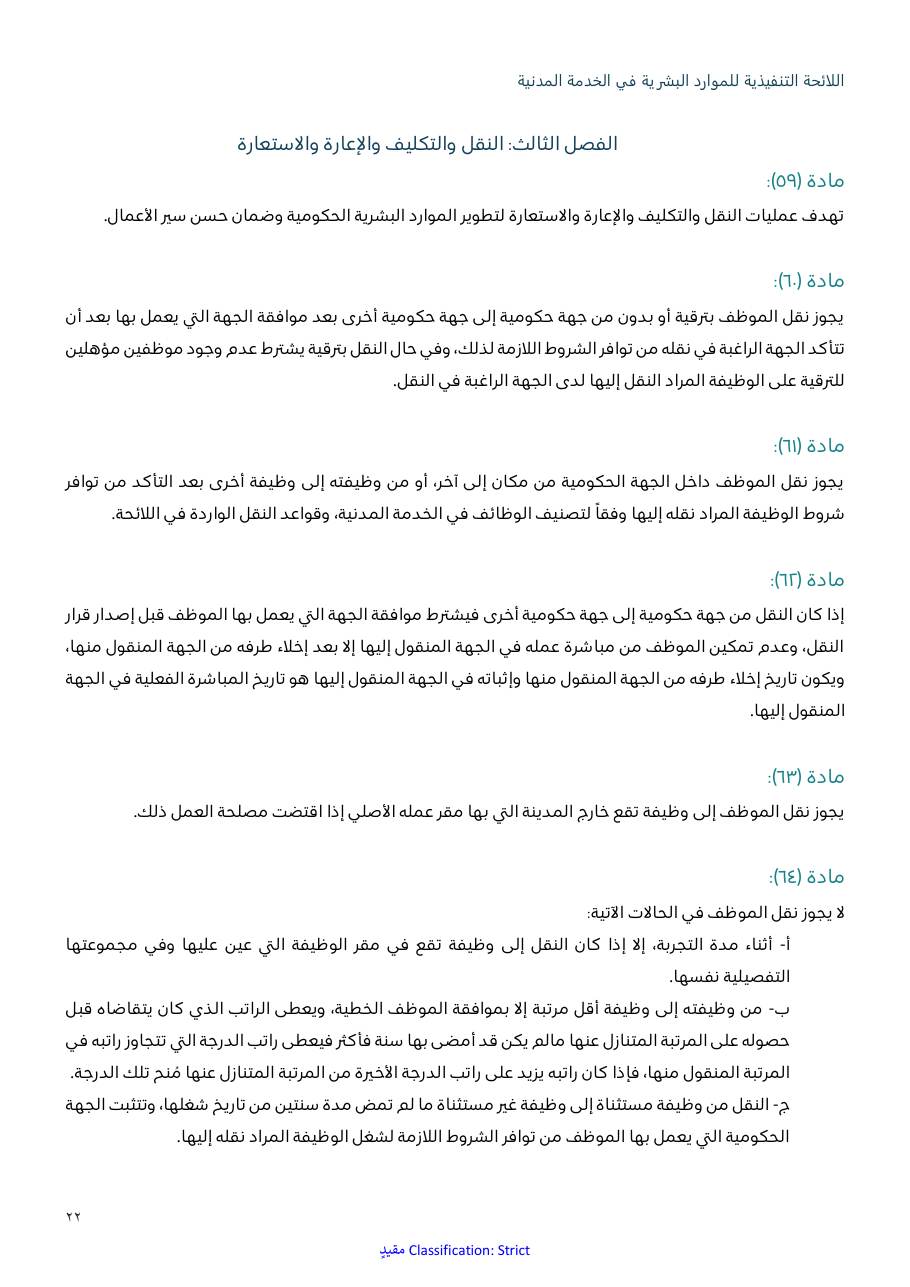 اللائحة التنفيذية للموارد البشرية في الخدمة المدنية
الفصل الثالث: النقل والتكليف والإعارة والاستعارة
مادة (٥٩):
تهدف عمليات النقل والتكليف والإعارة والاستعارة لتطوير الموارد البشرية الحكومية وضمان حسن سير الأعمال.
مادة (٦٠):
يجوز نقل الموظف بترقية أو بدون من جهة حكومية إلى جهة حكومية أخرى بعد موافقة الجهة التي يعمل بها بعد أن
تتأكد الجهة الراغبة في نقله من توافر الشروط اللازمة لذلك، وفي حال النقل بترقية يشترط عدم وجود موظفين مؤهلين
للترقية على الوظيفة المراد النقل إليها لدى الجهة الراغبة في النقل.
مادة (٦١):
يجوز نقل الموظف داخل الجهة الحكومية من مكان إلى آخر، أو من وظيفته إلى وظيفة أخرى بعد التأكد من توافر
شروط الوظيفة المراد نقله إليها وفقاً لتصنيف الوظائف في الخدمة المدنية، وقواعد النقل الواردة في اللائحة.
مادة (٦٢):
إذا كان النقل من جهة حكومية إلى جهة حكومية أخرى فيشترط موافقة الجهة التي يعمل بها الموظف قبل إصدار قرار
النقل، وعدم تمكين الموظف من مباشرة عمله في الجهة المنقول إليها إلا بعد إخلاء طرفه من الجهة المنقول منها،
ويكون تاريخ إخلاء طرفه من الجهة المنقول منها وإثباته في الجهة المنقول إليها هو تاريخ المباشرة الفعلية في الجهة
المنقول إليها.
مادة (٦٣):
يجوز نقل الموظف إلى وظيفة تقع خارج المدينة التي بها مقر عمله الأصلي إذا اقتضت مصلحة العمل ذلك.
مادة (٦٤):
لا يجوز نقل الموظف في الحالات الآتية:
أ- أثناء مدة التجربة، إلا إذا كان النقل إلى وظيفة تقع في مقر الوظيفة التي عين عليها وفي مجموعتها
التفصيلية نفسها.
ب- من وظيفته إلى وظيفة أقل مرتبة إلا بموافقة الموظف الخطية، ويعطى الراتب الذي كان يتقاضاه قبل
حصوله على المرتبة المتنازل عنها مالم يكن قد أمضى بها سنة فأكثر فيعطى راتب الدرجة التي تتجاوز راتبه في
المرتبة المنقول منها، فإذا كان راتبه يزيد على راتب الدرجة الأخيرة من المرتبة المتنازل عنها مُنح تلك الدرجة.
ج- النقل من وظيفة مستثناة إلى وظيفة غير مستثناة ما لم تمض مدة سنتين من تاريخ شغلها، وتتثبت الجهة
الحكومية التي يعمل بها الموظف من توافر الشروط اللازمة لشغل الوظيفة المراد نقله إليها.
٢٢
Classification: Strict مقيدٍ